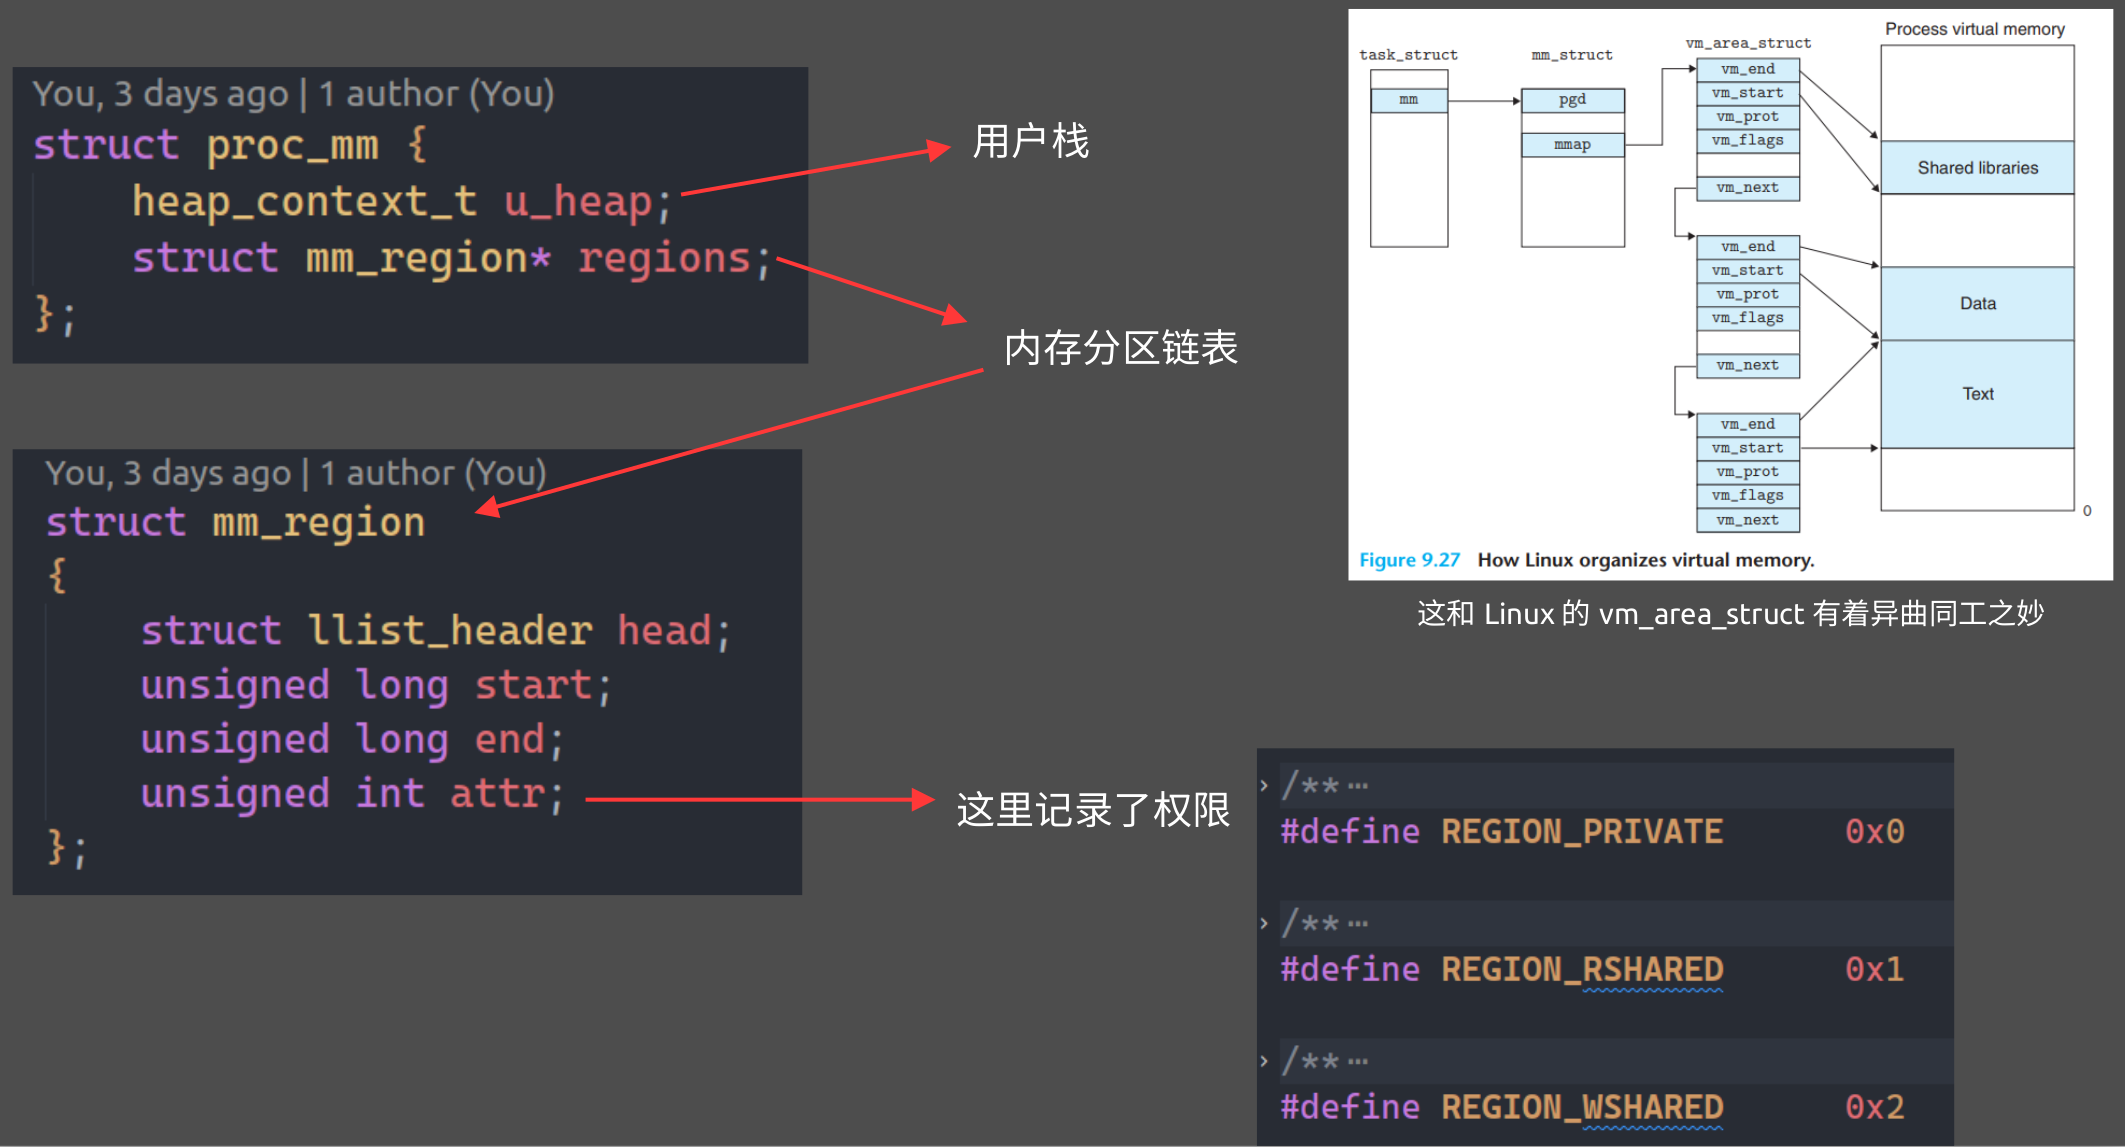 You, 3 days ago | 1 author (You)
struct proc_mm {
heap_context_t u_heap;
struct mm_region* regions;
};
用户栈
内存分区链表
You, 3 days ago | 1 author (You)
struct mm_region
{
struct llist_header head;
unsigned long start;
unsigned long end;
unsigned int attr;
};
这里记录了权限
task_struct
mm
mm_struct
pgd
mmap
vm_area_struct
vm_end
vm_start
vm_prot
vm_flags
vm_next
vm_end
vm_start
vm_prot
vm_flags
vm_next
vm_end
vm_start
vm_prot
vm_flags
vm_next
Process virtual memory
Shared libraries
Data
Text
0
Figure 9.27 How Linux organizes virtual memory.
这和 Linux 的 vm_area_struct 有着异曲同工之妙
/** ⋯
#define REGION_PRIVATE 0x0
/** ⋯
#define REGION_RSHARED 0x1
/** ⋯
#define REGION_WSHARED 0x2